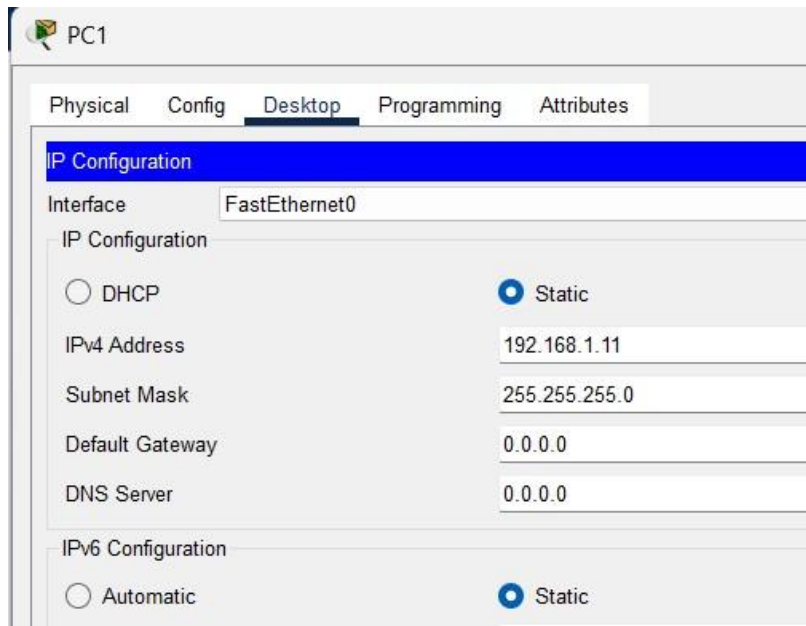 PC1
Physical Config Desktop Programming Attributes
IP Configuration
Interface FastEthernet0
IP Configuration
DHCP Static
IPv4 Address 192.168.1.11
Subnet Mask 255.255.255.0
Default Gateway 0.0.0.0
DNS Server 0.0.0.0
IPv6 Configuration
Automatic Static